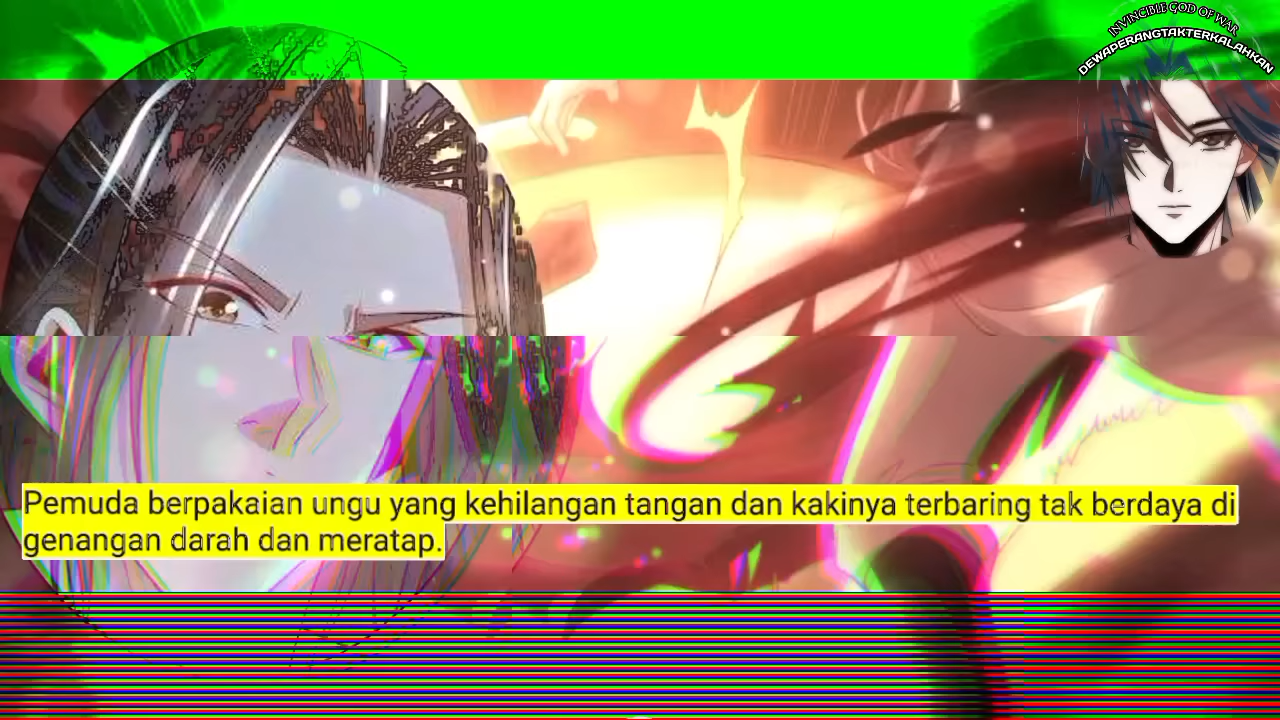 INVINCIBLE GOD OF WAR
DEWAPERANGTAKTERKALAHKAN
Pemuda berpakaian ungu yang kehilangan tangan dan kakinya terbaring tak berdaya di
genangan darah dan meratap.